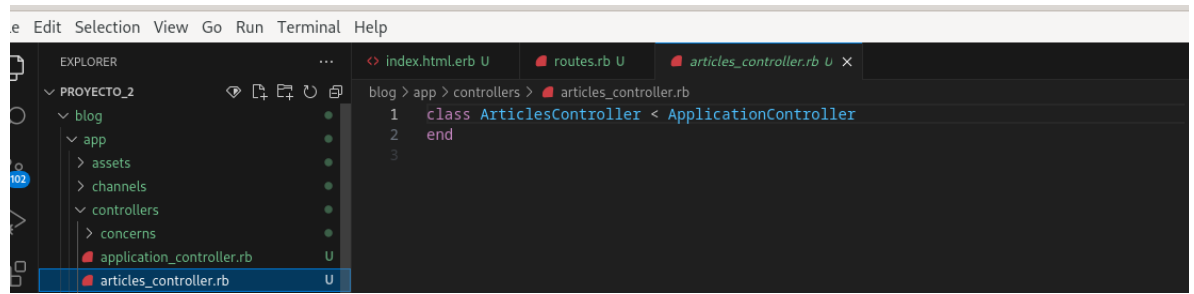 .e Edit Selection View Go Run Terminal Help
EXPLORER ...
index.html.erb U routes.rb U articles_controller.rb U
PROYECTO_2
blog > app > controllers > articles_controller.rb
1 class ArticlesController < ApplicationController
2 end
3
blog
app
assets
channels
controllers
concerns
application_controller.rb U
articles_controller.rb U
102